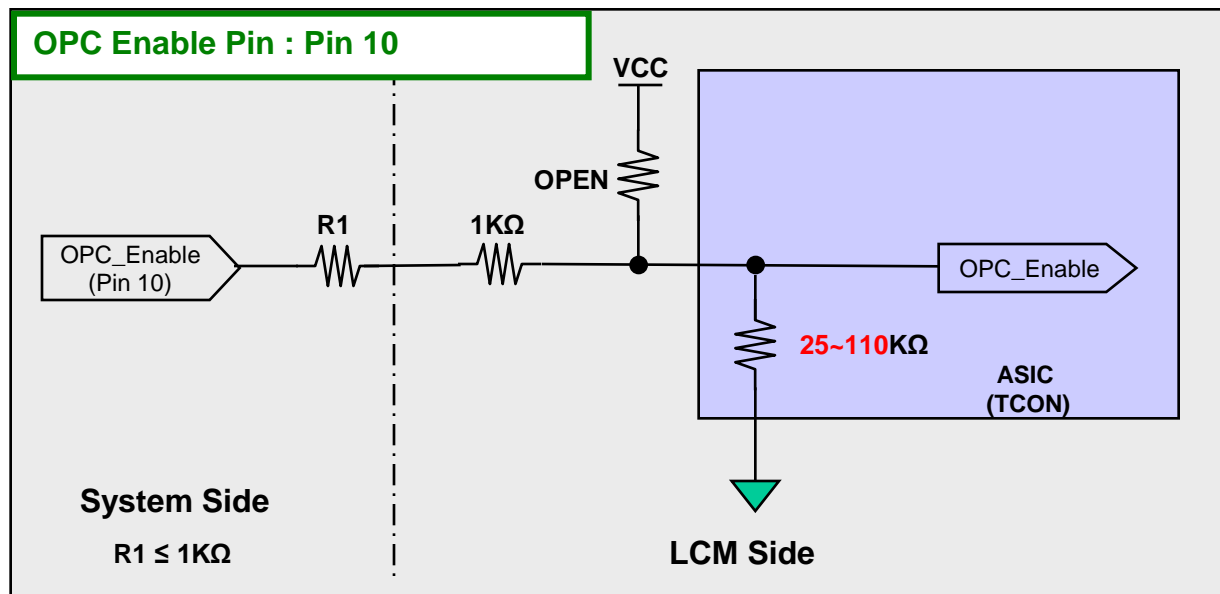 OPC Enable Pin : Pin 10
VCC
OPEN
R1
1KΩ
OPC_Enable
(Pin 10)
OPC_Enable
25~110KΩ
ASIC
(TCON)
System Side
R1 ≤ 1KΩ
LCM Side